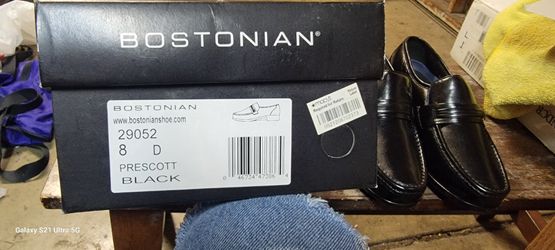 BOSTONIAN®
BOSTONIAN
www.bostonianshoe.com
29052
8 D
PRESCOTT
BLACK
Galaxy S21 Ultra 5G